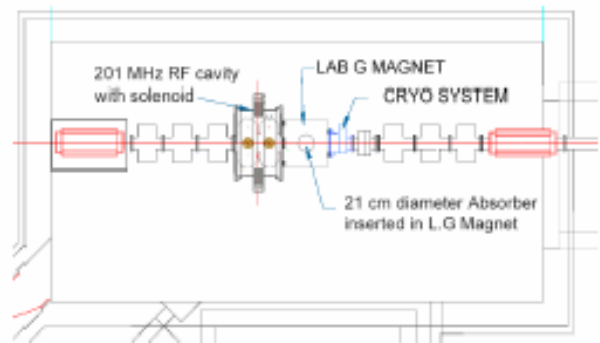 201 MHz RF cavity
with solenoid
LAB G MAGNET
CRYO SYSTEM
21 cm diameter Absorber
inserted in L.G Magnet